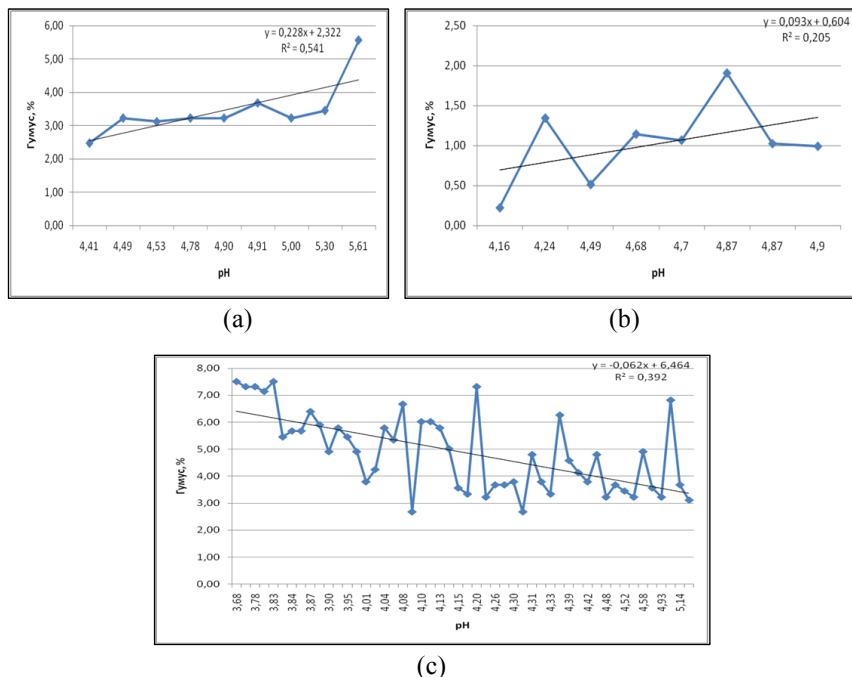 6,00
5,00
4,00
3,00
2,00
1,00
0,00
Гумус, %
y = 0,228x + 2,322
R² = 0,541
4,41 4,49 4,53 4,78 4,90 4,91 5,00 5,30 5,61
pH
(a)
2,50
2,00
1,50
1,00
0,50
0,00
Гумус, %
y = 0,093x + 0,604
R² = 0,205
4,16 4,24 4,49 4,68 4,7 4,87 4,87 4,9
pH
(b)
8,00
7,00
6,00
5,00
4,00
3,00
2,00
1,00
0,00
Гумус,%
y = -0,062x + 6,464
R² = 0,392
3,68 3,78 3,83 3,84 3,87 3,90 3,95 4,01 4,04 4,08 4,10 4,13 4,15 4,20 4,26 4,30 4,31 4,33 4,39 4,42 4,48 4,52 4,58 4,93 5,14
pH
(c)